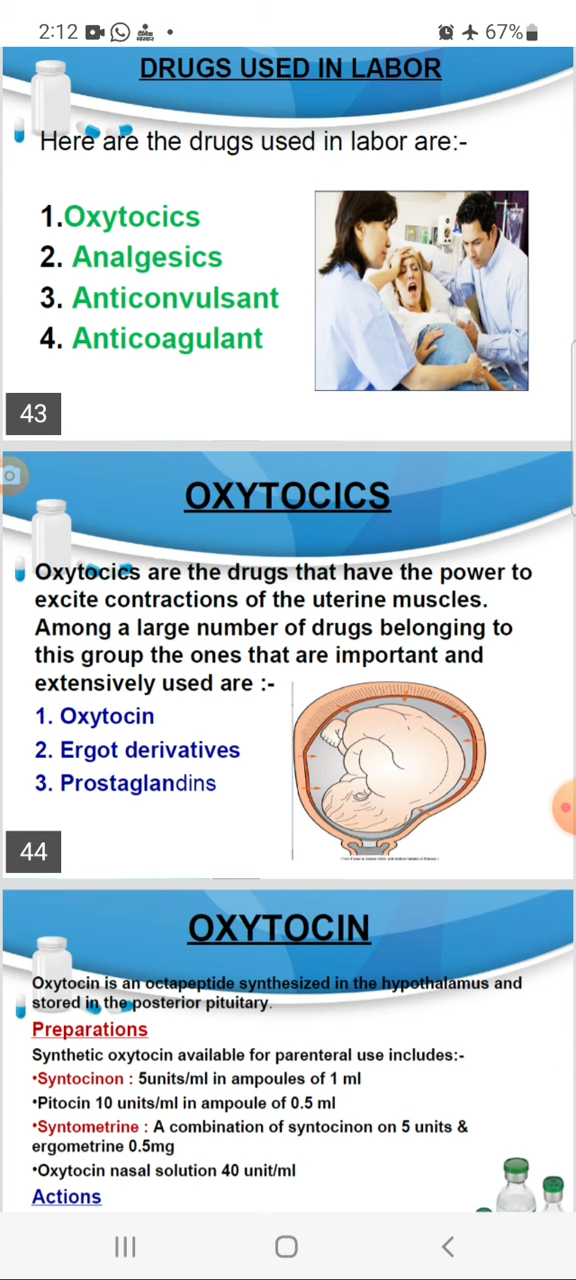 2:12
67%
DRUGS USED IN LABOR
Here are the drugs used in labor are:-
1.Oxytocics
2. Analgesics
3. Anticonvulsant
4. Anticoagulant
43
OXYTOCICS
Oxytocics are the drugs that have the power to
excite contractions of the uterine muscles.
Among a large number of drugs belonging to
this group the ones that are important and
extensively used are :-
1. Oxytocin
2. Ergot derivatives
3. Prostaglandins
44
OXYTOCIN
Oxytocin is an octapeptide synthesized in the hypothalamus and
stored in the posterior pituitary.
Preparations
Synthetic oxytocin available for parenteral use includes:-
•Syntocinon : 5units/ml in ampoules of 1 ml
•Pitocin 10 units/ml in ampoule of 0.5 ml
•Syntometrine : A combination of syntocinon on 5 units &
ergometrine 0.5mg
•Oxytocin nasal solution 40 unit/ml
Actions